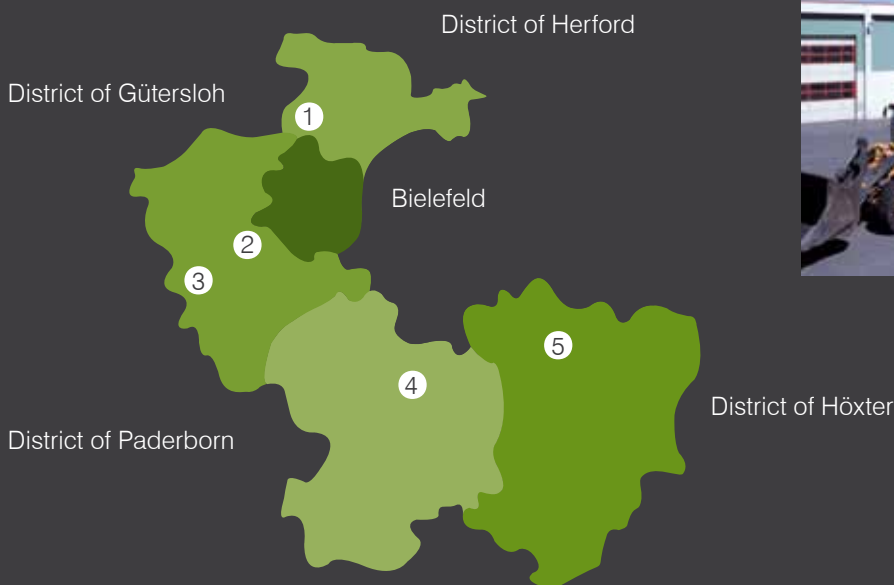 District of Herford
District of Gütersloh
1
Bielefeld
2
3
5
4
District of Höxter
District of Paderborn